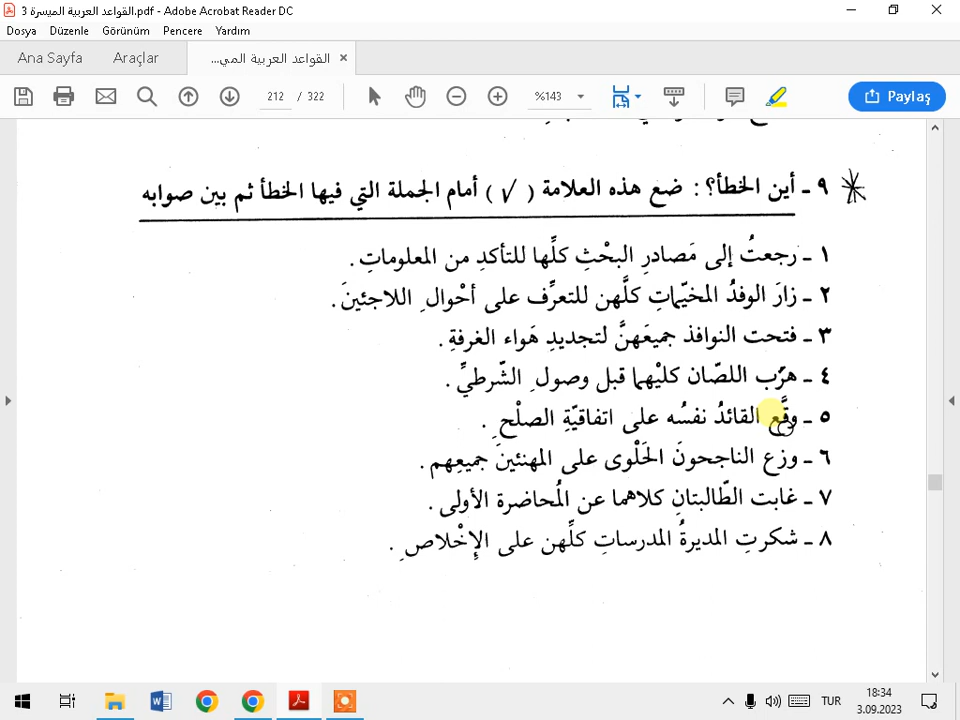 القواعد العربية الميسرة 3.pdf - Adobe Acrobat Reader DC
Dosya Düzenle Görünüm Pencere Yardım
Ana Sayfa Araçlar القواعد العربية المي... ×
212 / 322 %143 Paylaş
٩ ـ أين الخطأ؟ : ضع هذه العلامة ( √ ) أمام الجملة التي فيها الخطأ ثم بين صوابه
١ ـ رجعتُ إلى مَصادرِ البحْثِ كلِّها للتأكدِ من المعلوماتِ .
٢ ـ زارَ الوفدُ المخيّماتِ كلَّهن للتعرِّف على أحْوالِ اللاجئينَ .
٣ ـ فتحت النوافذ جميعَهنَّ لتجديدِ هَواء الغرفةِ .
٤ ـ هرّب اللصّان كليْهما قبل وصولِ الشّرطيِّ .
٥ ـ وقَّع القائدُ نفسُه على اتفاقيّةِ الصلْحِ .
٦ ـ وزع الناجحونَ الحَلْوى على المهنئينَ جميعِهم .
٧ ـ غابت الطّالبتانِ كلاهما عن المُحاضرة الأولى .
٨ ـ شكرتِ المديرةُ المدرساتِ كلِّهن على الإخْلاصِ .
TUR
18:34
3.09.2023